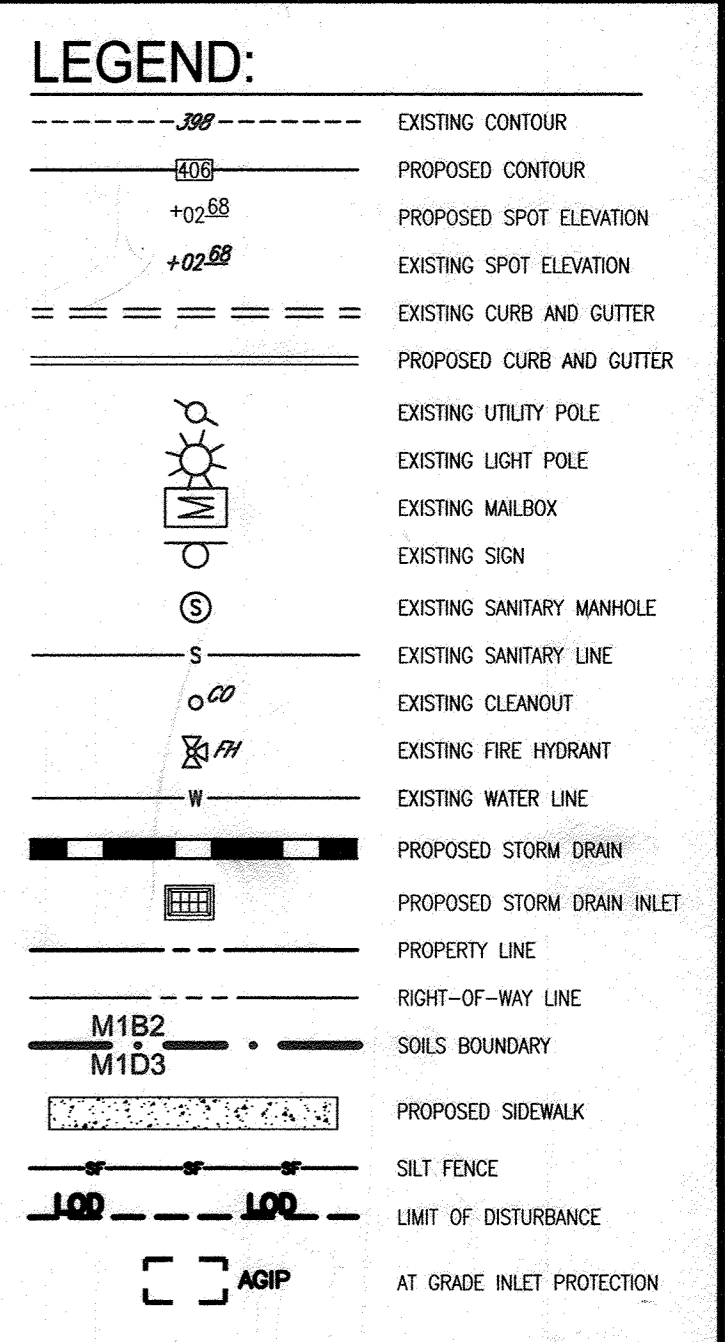 LEGEND:
398 EXISTING CONTOUR
406 PROPOSED CONTOUR
+02.68 PROPOSED SPOT ELEVATION
+02.68 EXISTING SPOT ELEVATION
EXISTING CURB AND GUTTER
PROPOSED CURB AND GUTTER
EXISTING UTILITY POLE
EXISTING LIGHT POLE
M EXISTING MAILBOX
EXISTING SIGN
S EXISTING SANITARY MANHOLE
S EXISTING SANITARY LINE
CO EXISTING CLEANOUT
FH EXISTING FIRE HYDRANT
W EXISTING WATER LINE
PROPOSED STORM DRAIN
PROPOSED STORM DRAIN INLET
PROPERTY LINE
RIGHT-OF-WAY LINE
M1B2
SOILS BOUNDARY
M1D3
PROPOSED SIDEWALK
SF SF SF SILT FENCE
LOD LOD LIMIT OF DISTURBANCE
AGIP AT GRADE INLET PROTECTION